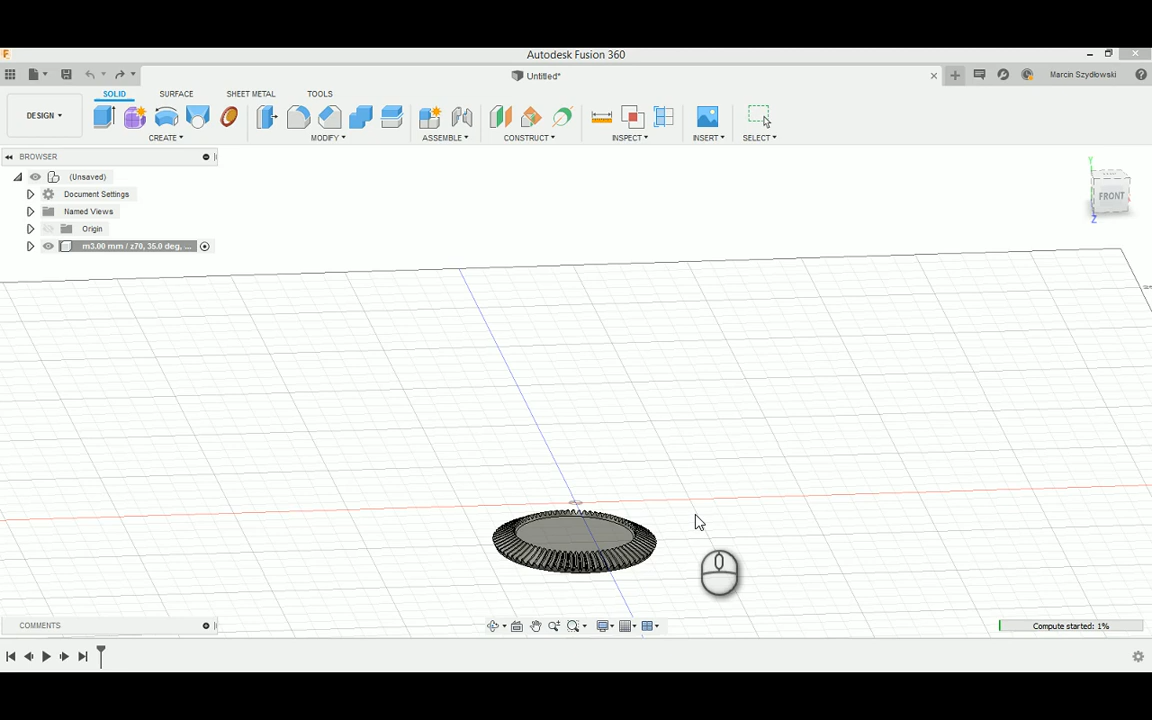 Autodesk Fusion 360
Untitled*
Marcin Szydlowski
DESIGN
SOLID SURFACE SHEET METAL TOOLS
CREATE MODIFY ASSEMBLE CONSTRUCT INSPECT INSERT SELECT
BROWSER
(Unsaved)
Document Settings
Named Views
Origin
m3.00 mm / z70, 35.0 deg, ...
Y
FRONT
Z
COMMENTS
Compute started: 1%